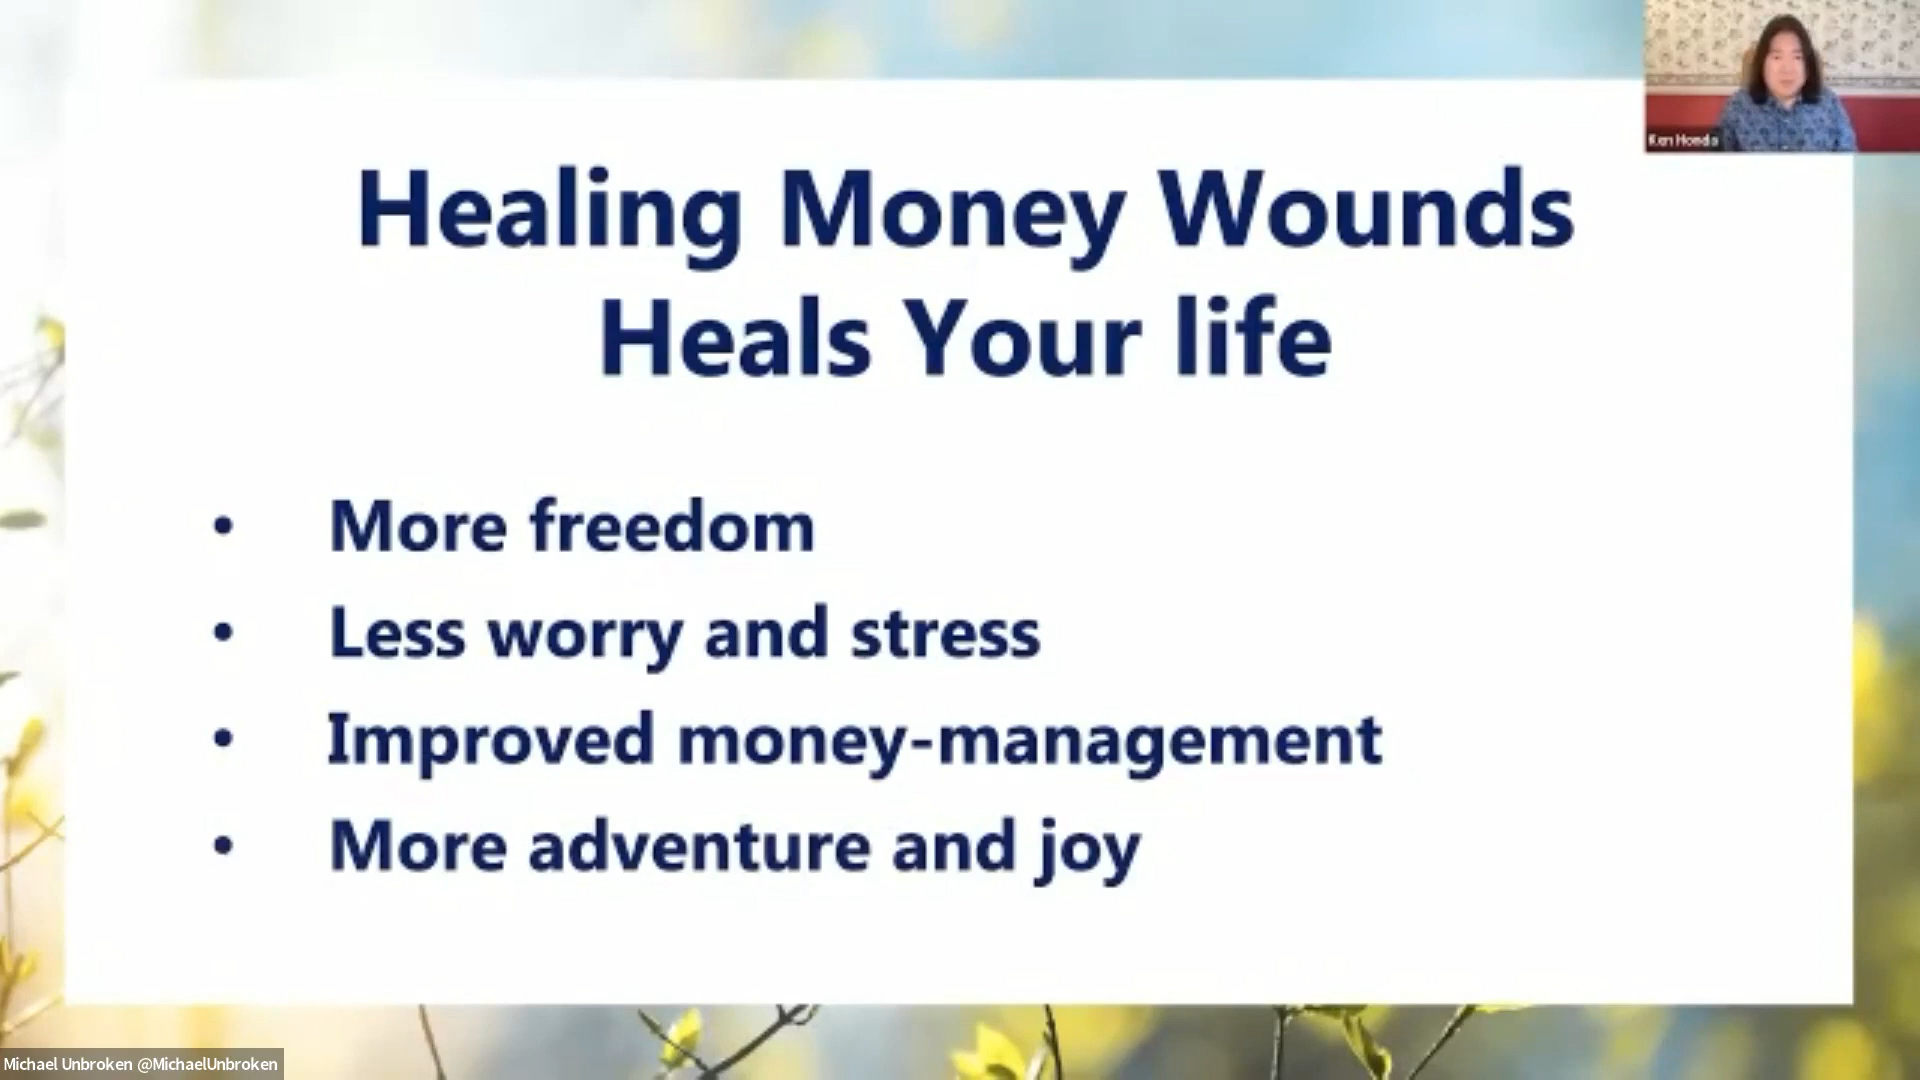 Ken Honda
Healing Money Wounds
Heals Your life
• More freedom
• Less worry and stress
• Improved money-management
• More adventure and joy
Michael Unbroken @MichaelUnbroken